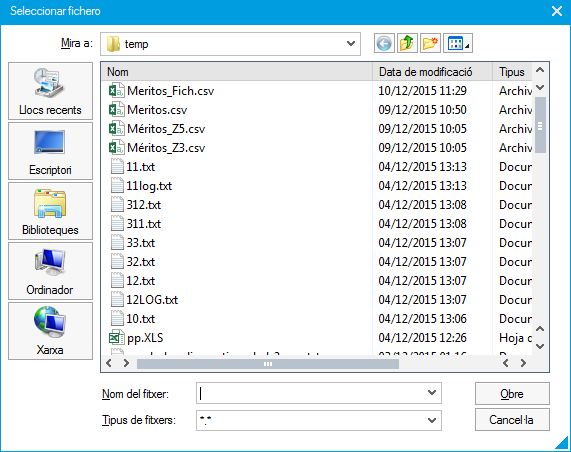 Seleccionar fichero
Mira a: temp
Llocs recents
Escriptori
Biblioteques
Ordinador
Xarxa
Nom Data de modificació Tipus
Meritos_Fich.csv 10/12/2015 11:29 Archiv
Meritos.csv 09/12/2015 10:50 Archiv
Méritos_Z5.csv 09/12/2015 10:05 Archiv
Méritos_Z3.csv 09/12/2015 10:05 Archiv
11.txt 04/12/2015 13:13 Docun
11log.txt 04/12/2015 13:13 Docun
312.txt 04/12/2015 13:08 Docun
311.txt 04/12/2015 13:08 Docun
33.txt 04/12/2015 13:07 Docun
32.txt 04/12/2015 13:07 Docun
12.txt 04/12/2015 13:07 Docun
12LOG.txt 04/12/2015 13:07 Docun
10.txt 04/12/2015 13:06 Docun
pp.XLS 04/12/2015 12:26 Hoja d
Nom del fitxer:
Obre
Tipus de fitxers: *.*
Cancel·la